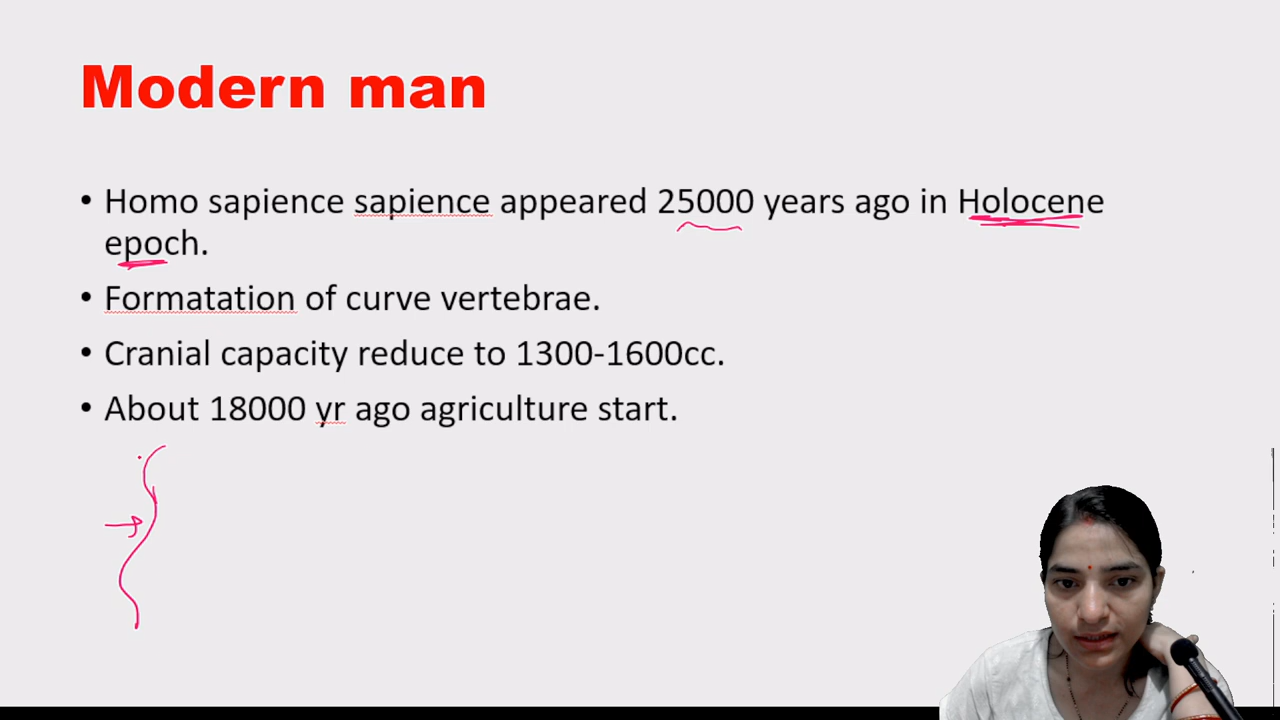 Modern man
• Homo sapience sapience appeared 25000 years ago in Holocene
epoch.
• Formatation of curve vertebrae.
• Cranial capacity reduce to 1300-1600cc.
• About 18000 yr ago agriculture start.